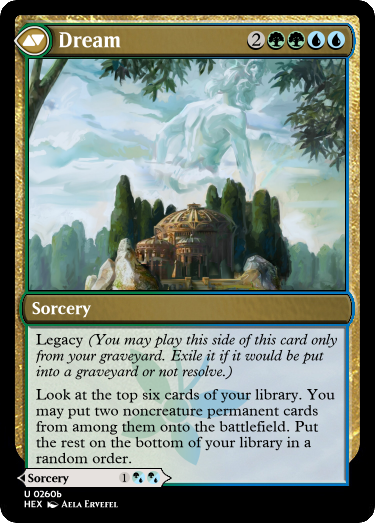 Dream 2
Sorcery
Legacy (You may play this side of this card only
from your graveyard. Exile it if it would be put
into a graveyard or not resolve.)
Look at the top six cards of your library. You
may put two noncreature permanent cards
from among them onto the battlefield. Put
the rest on the bottom of your library in a
random order.
Sorcery 1
U 0260b
HEX Aela Ervefel